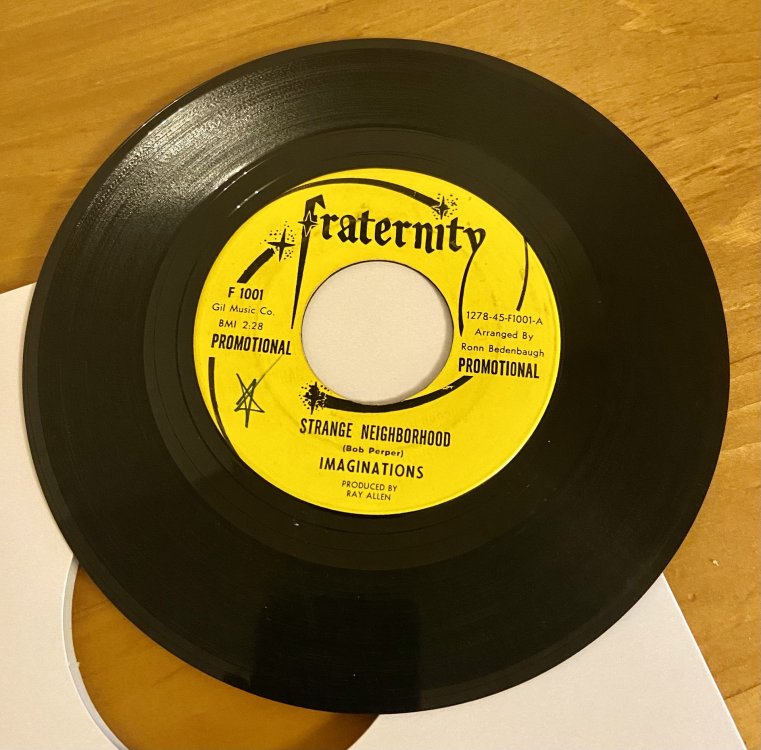 fraternity
F 1001
Gil Music Co.
BMI 2:28
PROMOTIONAL
1278-45-F1001-A
Arranged By
Ronn Bedenbaugh
PROMOTIONAL
STRANGE NEIGHBORHOOD
(Bob Perper)
IMAGINATIONS
PRODUCED BY
RAY ALLEN